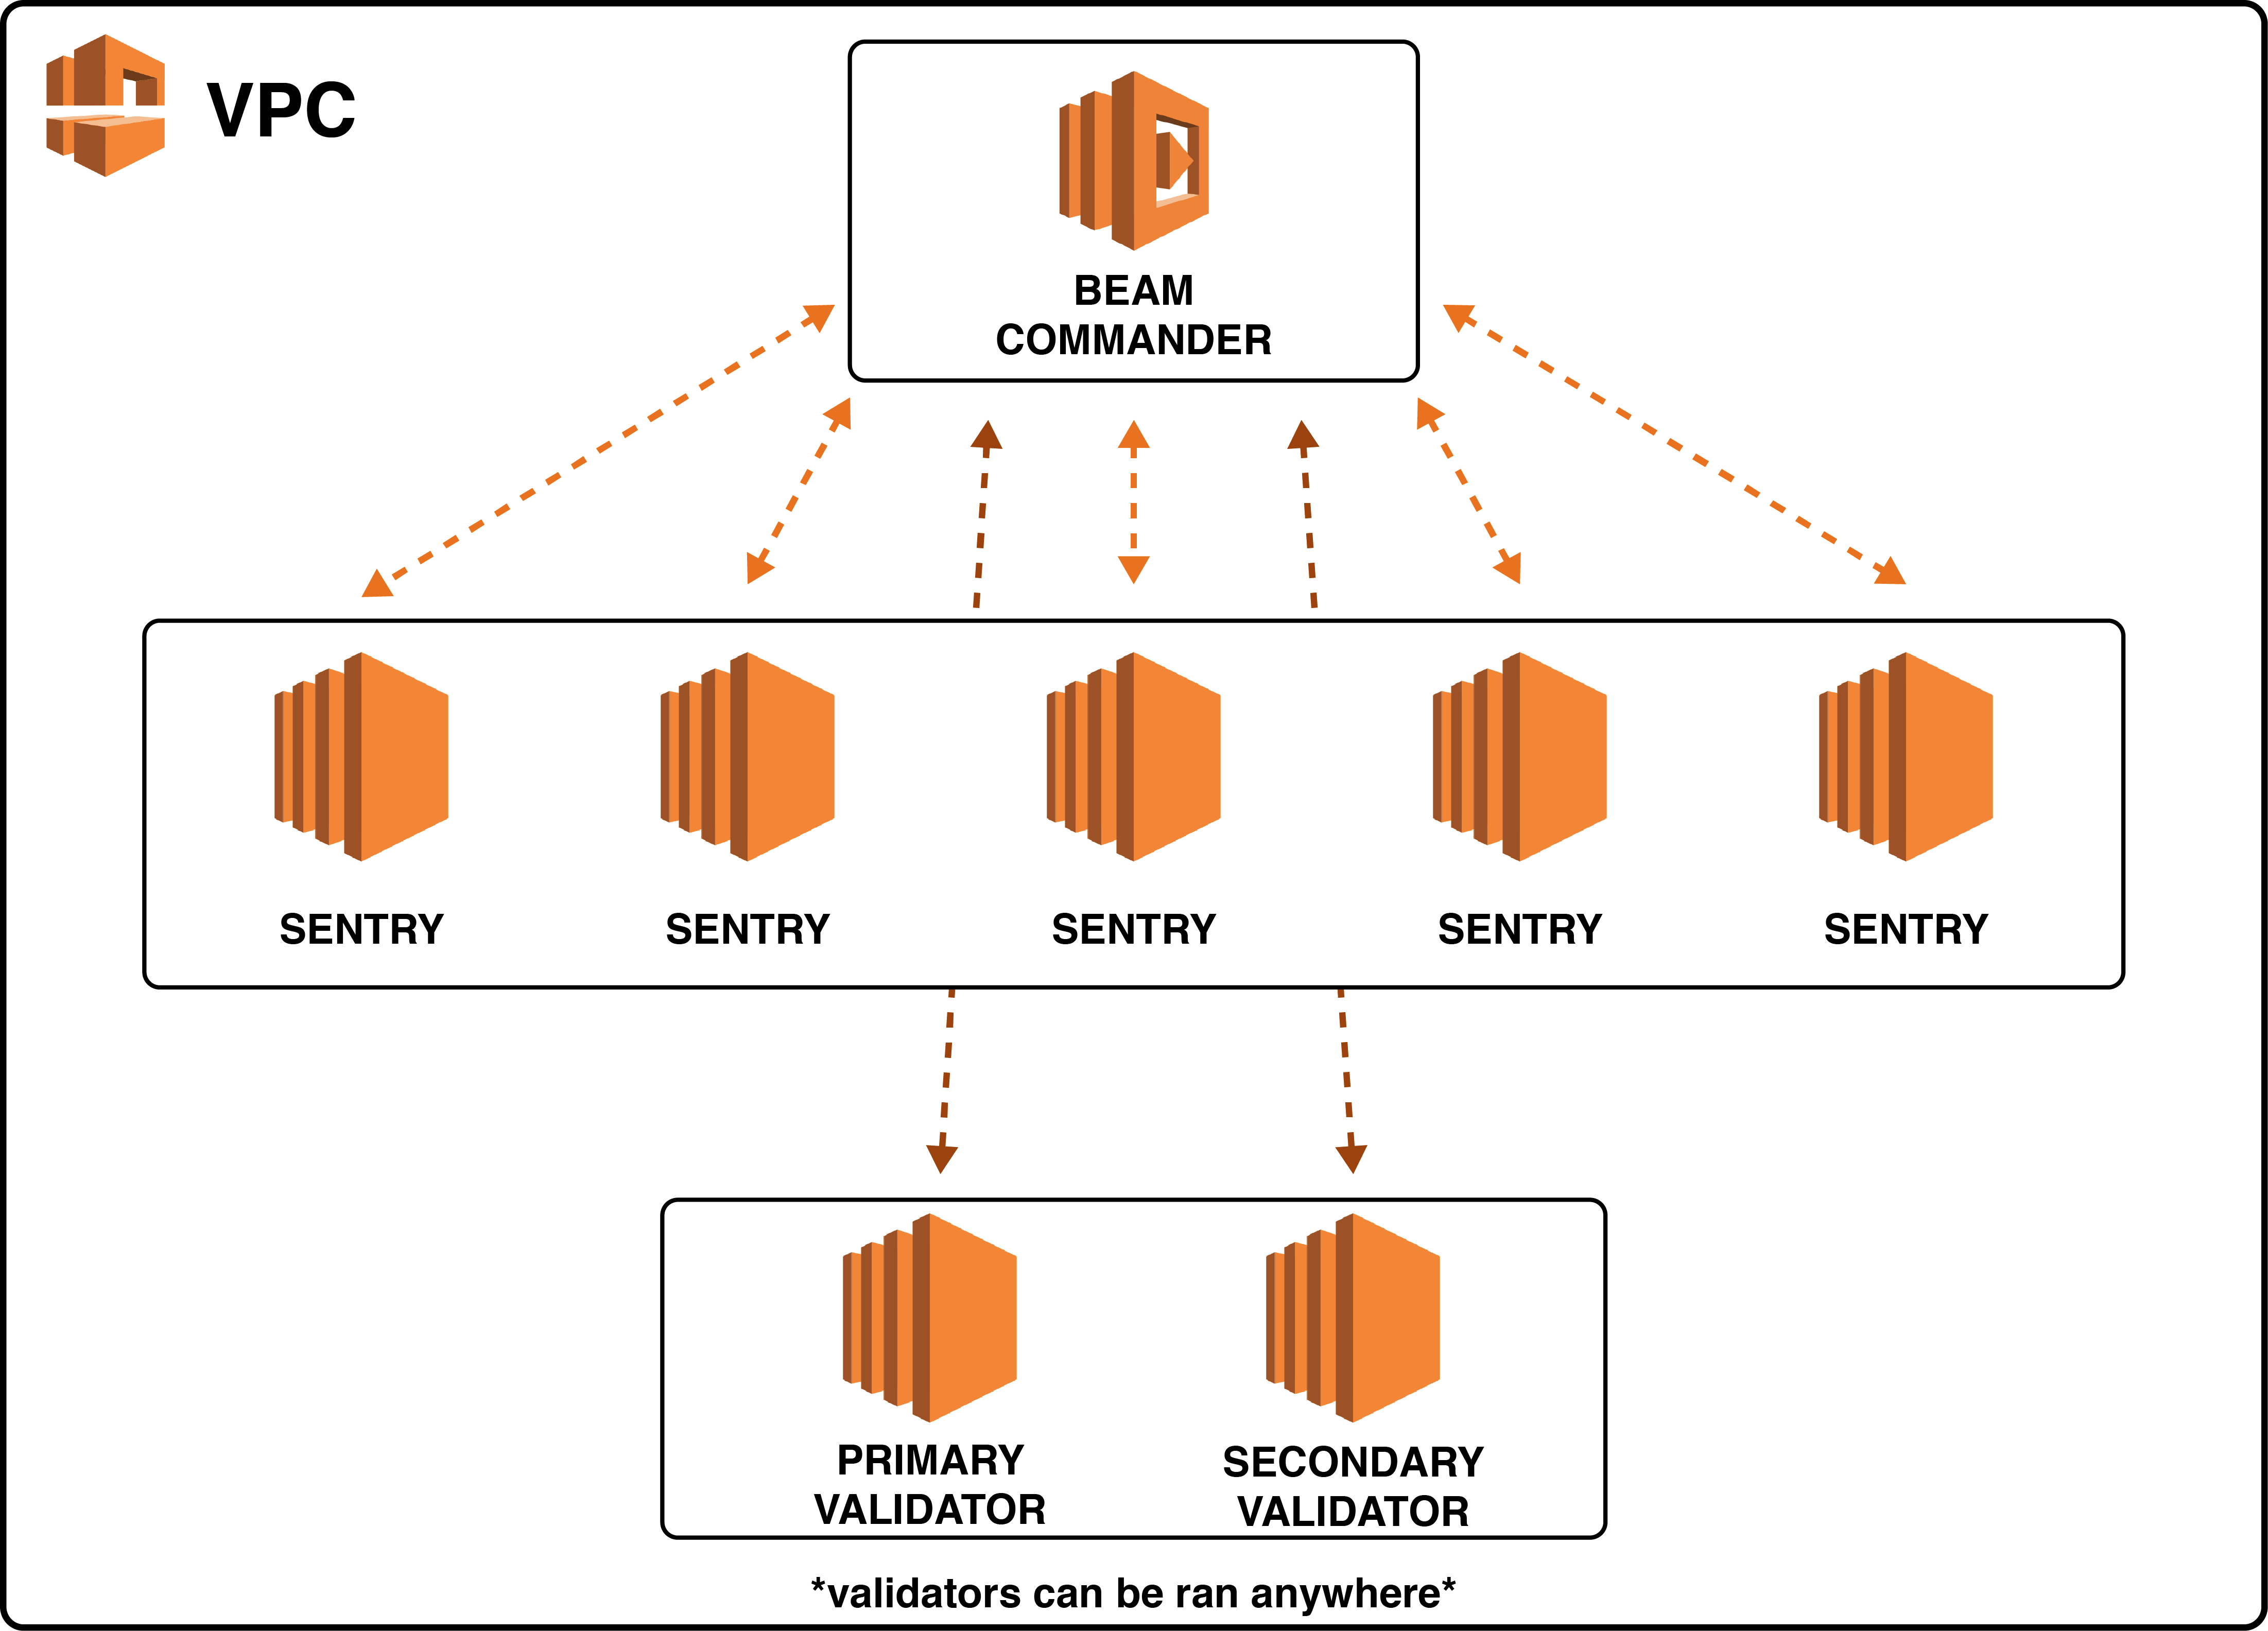 VPC
BEAM
COMMANDER
SENTRY
SENTRY
SENTRY
SENTRY
SENTRY
PRIMARY
VALIDATOR
SECONDARY
VALIDATOR
*validators can be ran anywhere*